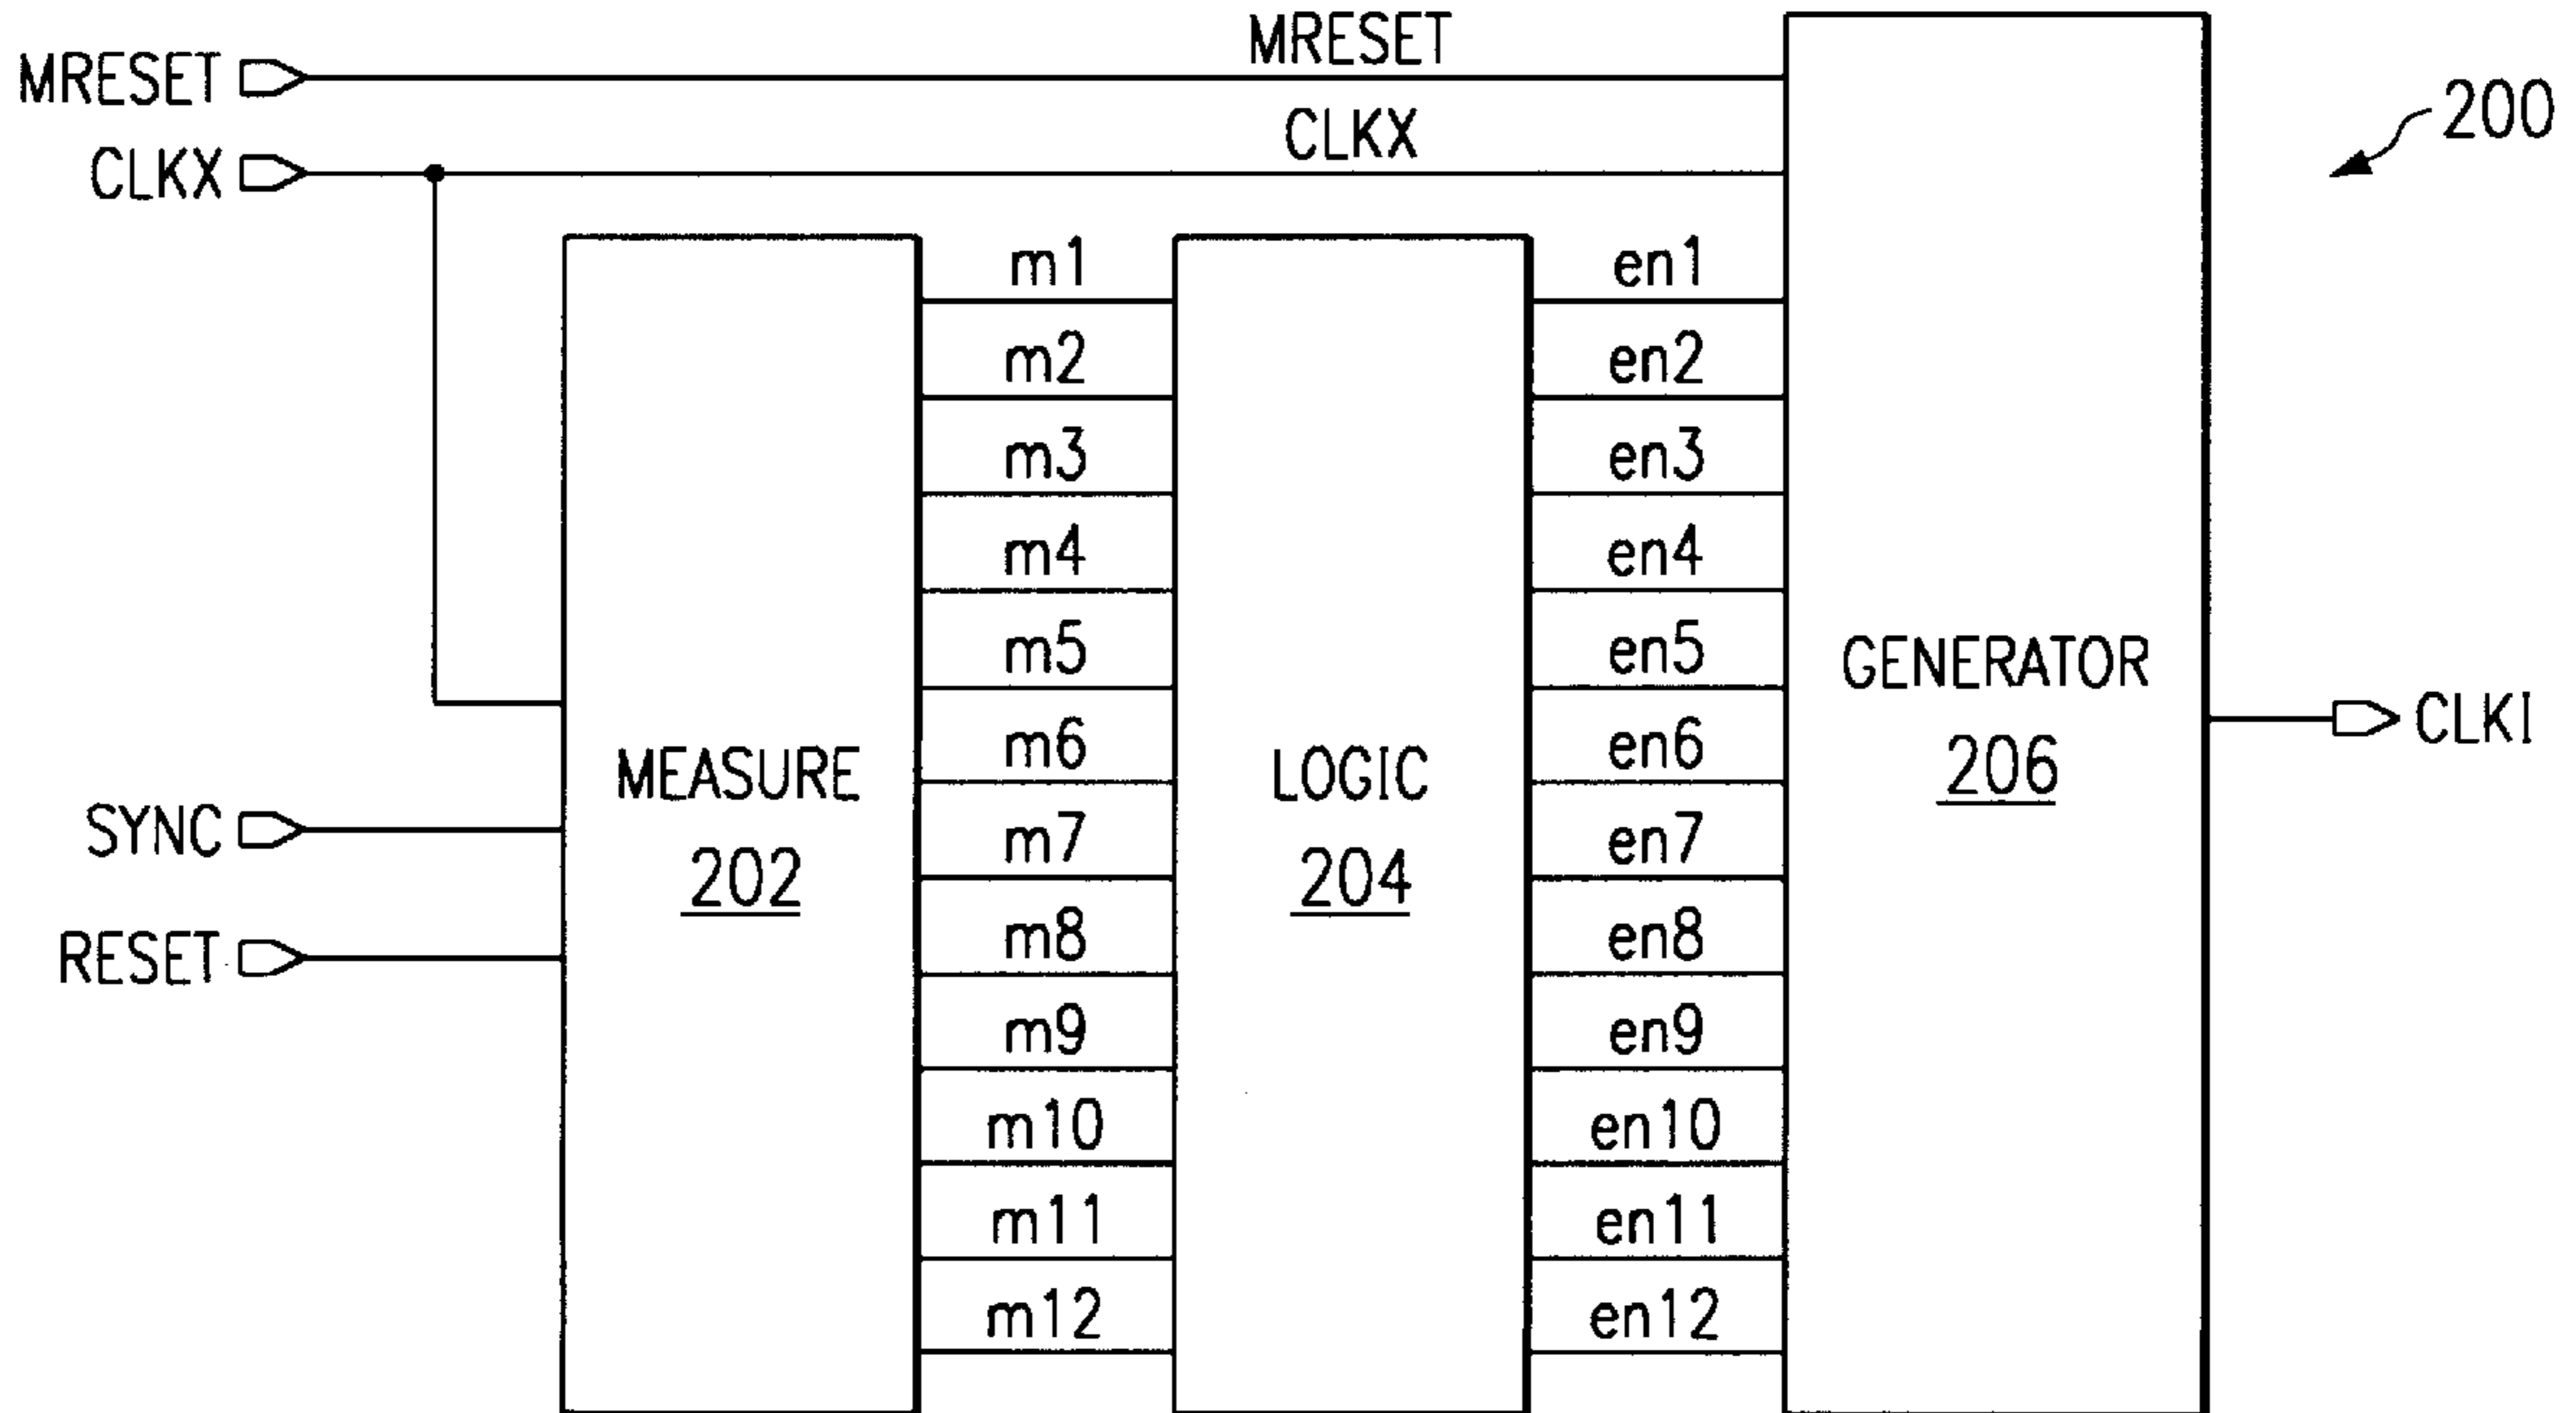 MRESET
MRESET
CLKX
CLKX
200
m1
en1
m2
en2
m3
en3
m4
en4
m5
en5
GENERATOR
206
CLKI
m6
en6
MEASURE
202
LOGIC
204
SYNC
m7
en7
RESET
m8
en8
m9
en9
m10
en10
m11
en11
m12
en12